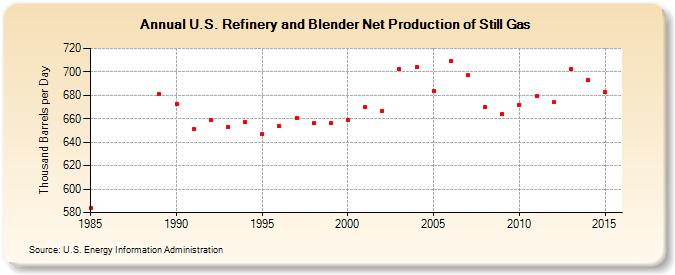 Annual U.S. Refinery and Blender Net Production of Still Gas
Thousand Barrels per Day
720
700
680
660
640
620
600
580
1985 1990 1995 2000 2005 2010 2015
Source: U.S. Energy Information Administration